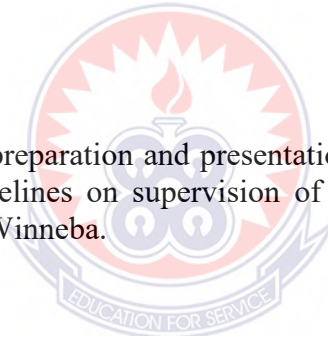 preparation and presentatio
elines on supervision of
Winneba.
EDUCATION FOR SERVICE